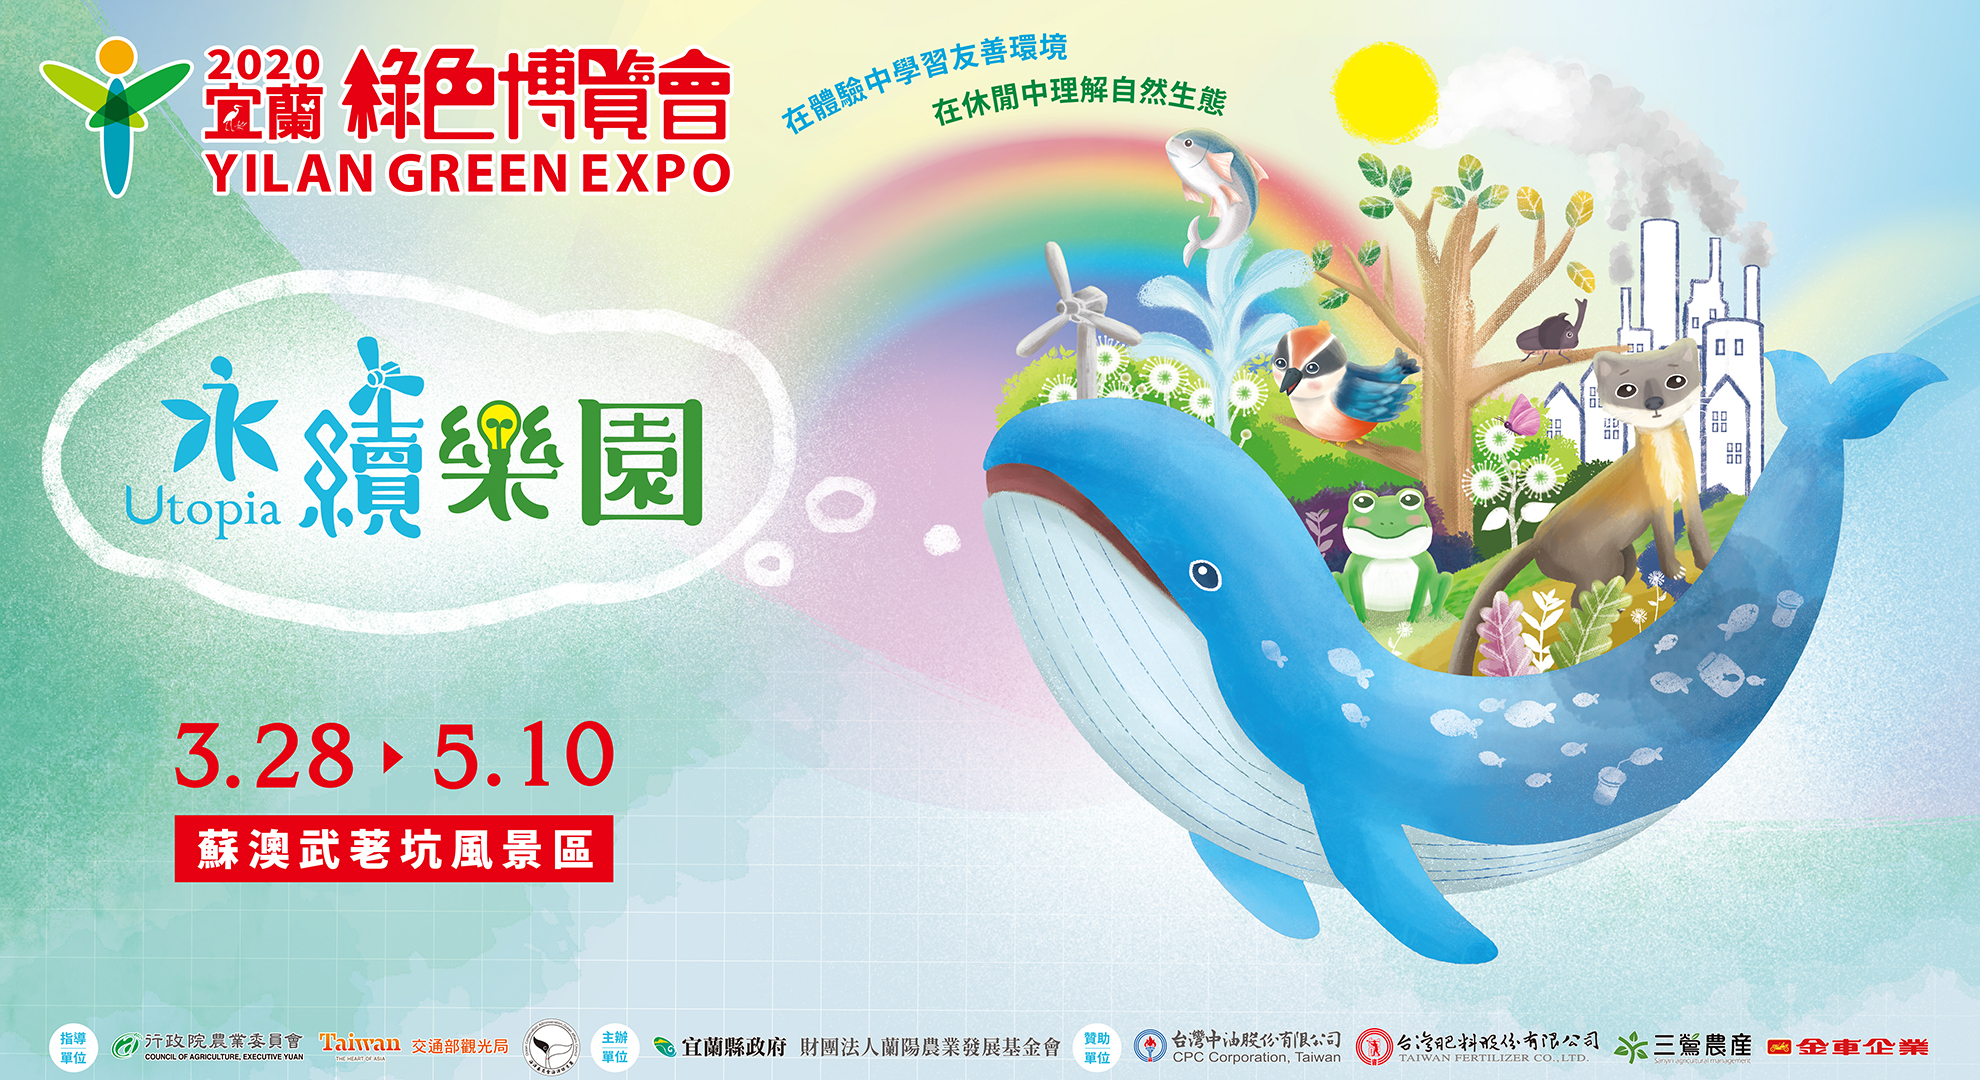 2020
宜蘭
綠色博覽會
YILAN GREEN EXPO
在體驗中學習友善環境
在休閒中理解自然生態
永續樂園
Utopia
3.28 ▸ 5.10
蘇澳武荖坑風景區
指導單位
行政院農業委員會
COUNCIL OF AGRICULTURE, EXECUTIVE YUAN
Taiwan
THE HEART OF ASIA
交通部觀光局
主辦單位
宜蘭縣政府
財團法人蘭陽農業發展基金會
贊助單位
台灣中油股份有限公司
CPC Corporation, Taiwan
台灣肥料股份有限公司
TAIWAN FERTILIZER CO.,LTD.
三鶯農產
Sanyin agricultural management
金車企業